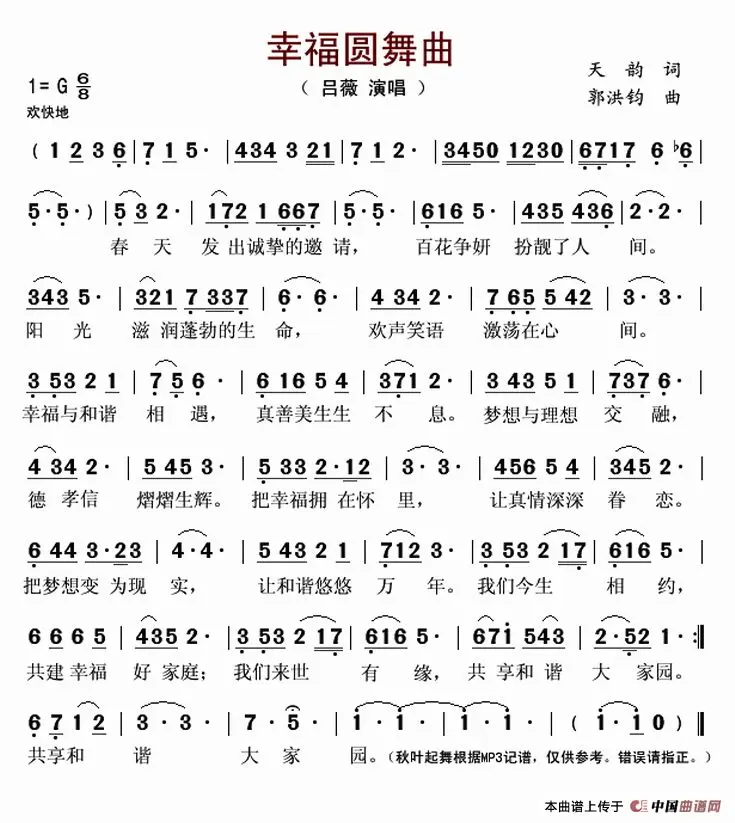 幸福圆舞曲
1=G 6/8
（吕薇 演唱）
天韵 词
郭洪钧 曲
欢快地
( 1 2 3 6· | 7 1 5· | 434 3 21 | 7 1 2· | 3450 1230 | 6717 6 ♭6 |
5·5· ) | 5 3 2· | 172 1 667 | 5·5· | 6165· | 435 436 | 2·2· |
春天 发出诚挚的邀请， 百花争妍 扮靓了人间。
343 5· | 321 7 337 | 6·6· | 4 34 2· | 7 65 5 42 | 3·3· |
阳光 滋润蓬勃的生命， 欢声笑语 激荡在心间。
3 53 2 1 | 7 5 6· | 6 16 5 4 | 371 2· | 3 43 5 1 | 737 6· |
幸福与和谐 相遇， 真善美生生 不息。 梦想与理想 交融，
4 34 2· | 5 45 3· | 5 33 2·12 | 3·3· | 456 5 4 | 345 2· |
德孝信 熠熠生辉。 把幸福拥在怀里， 让真情深深 眷恋。
6 44 3·23 | 4·4· | 5 43 2 1 | 712 3· | 3 53 2 17 | 616 5· |
把梦想变为现实， 让和谐悠悠 万年。 我们今生 相约，
6 6 6 5 | 435 2· | 3 53 2 17 | 616 5· | 671 543 | 2·52 1· :||
共建幸福 好家庭； 我们来世 有缘， 共享和谐 大家园。
6 7 1 2 | 3·3· | 7·5· | 1·1· | 1·1· | ( 1·10 ) ||
共享和谐 大家园。（秋叶起舞根据MP3记谱，仅供参考。错误请指正。）
本曲谱上传于 中国曲谱网